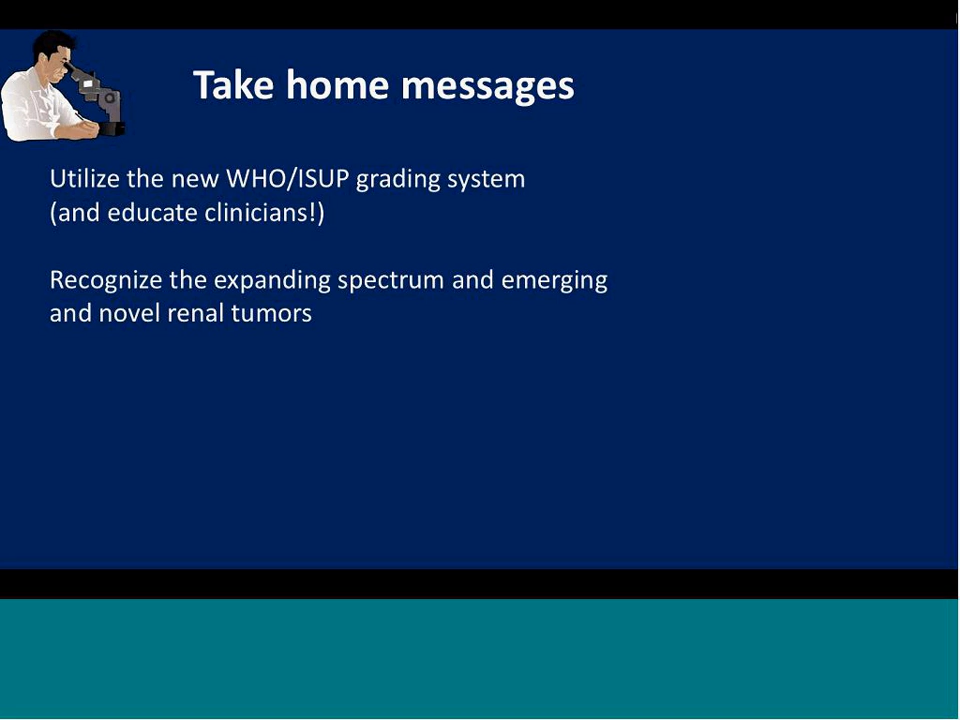 Take home messages
Utilize the new WHO/ISUP grading system
(and educate clinicians!)
Recognize the expanding spectrum and emerging
and novel renal tumors